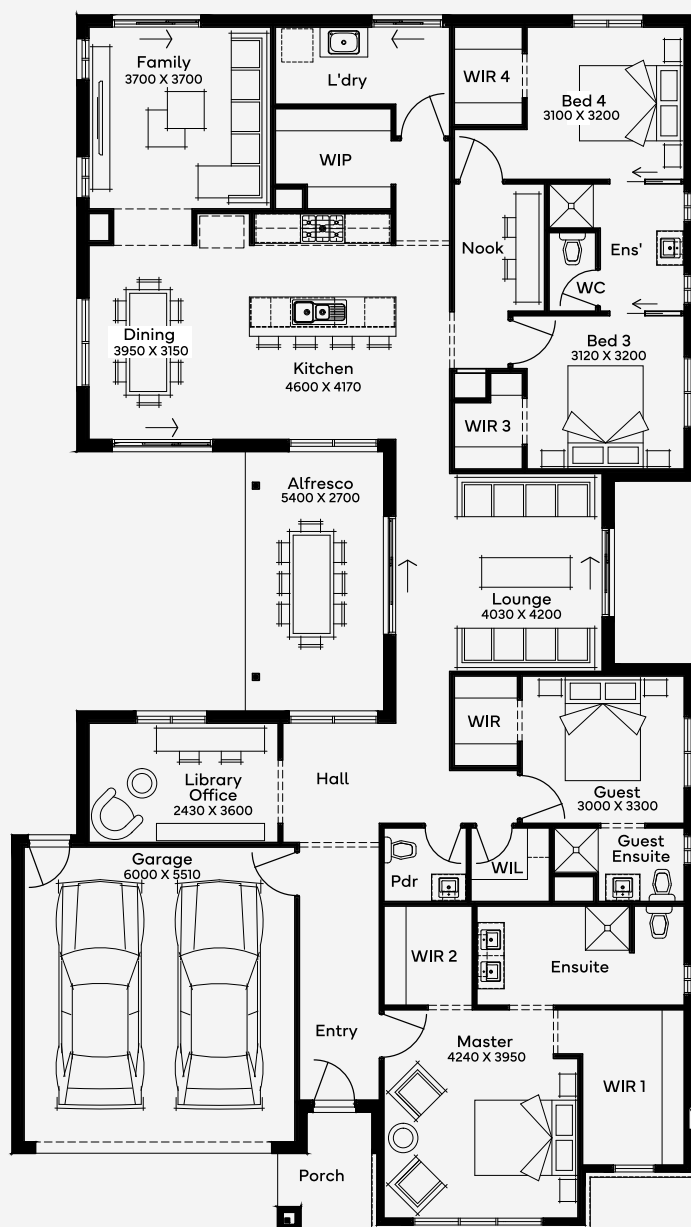 Family
3700 X 3700
L'dry
WIP
WIR 4
Bed 4
3100 X 3200
Nook
Ens'
WC
Dining
3950 X 3150
Kitchen
4600 X 4170
Bed 3
3120 X 3200
WIR 3
Alfresco
5400 X 2700
Lounge
4030 X 4200
WIR
Guest
3000 X 3300
Library
Office
2430 X 3600
Hall
Garage
6000 X 5510
Pdr
WIL
Guest
Ensuite
WIR 2
Ensuite
Entry
Master
4240 X 3950
WIR 1
Porch